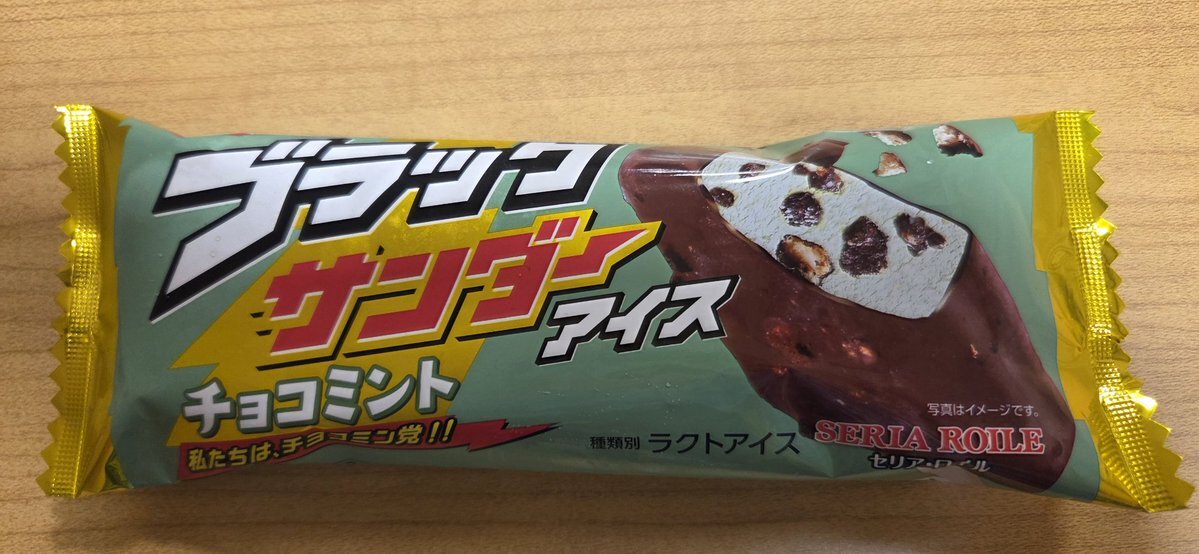 ブラック
サンダー
アイス
チョコミント
私たちは、チョコミン党!!
種類別 ラクトアイス
写真はイメージです。
SERIA ROILE
セリア・ロイル